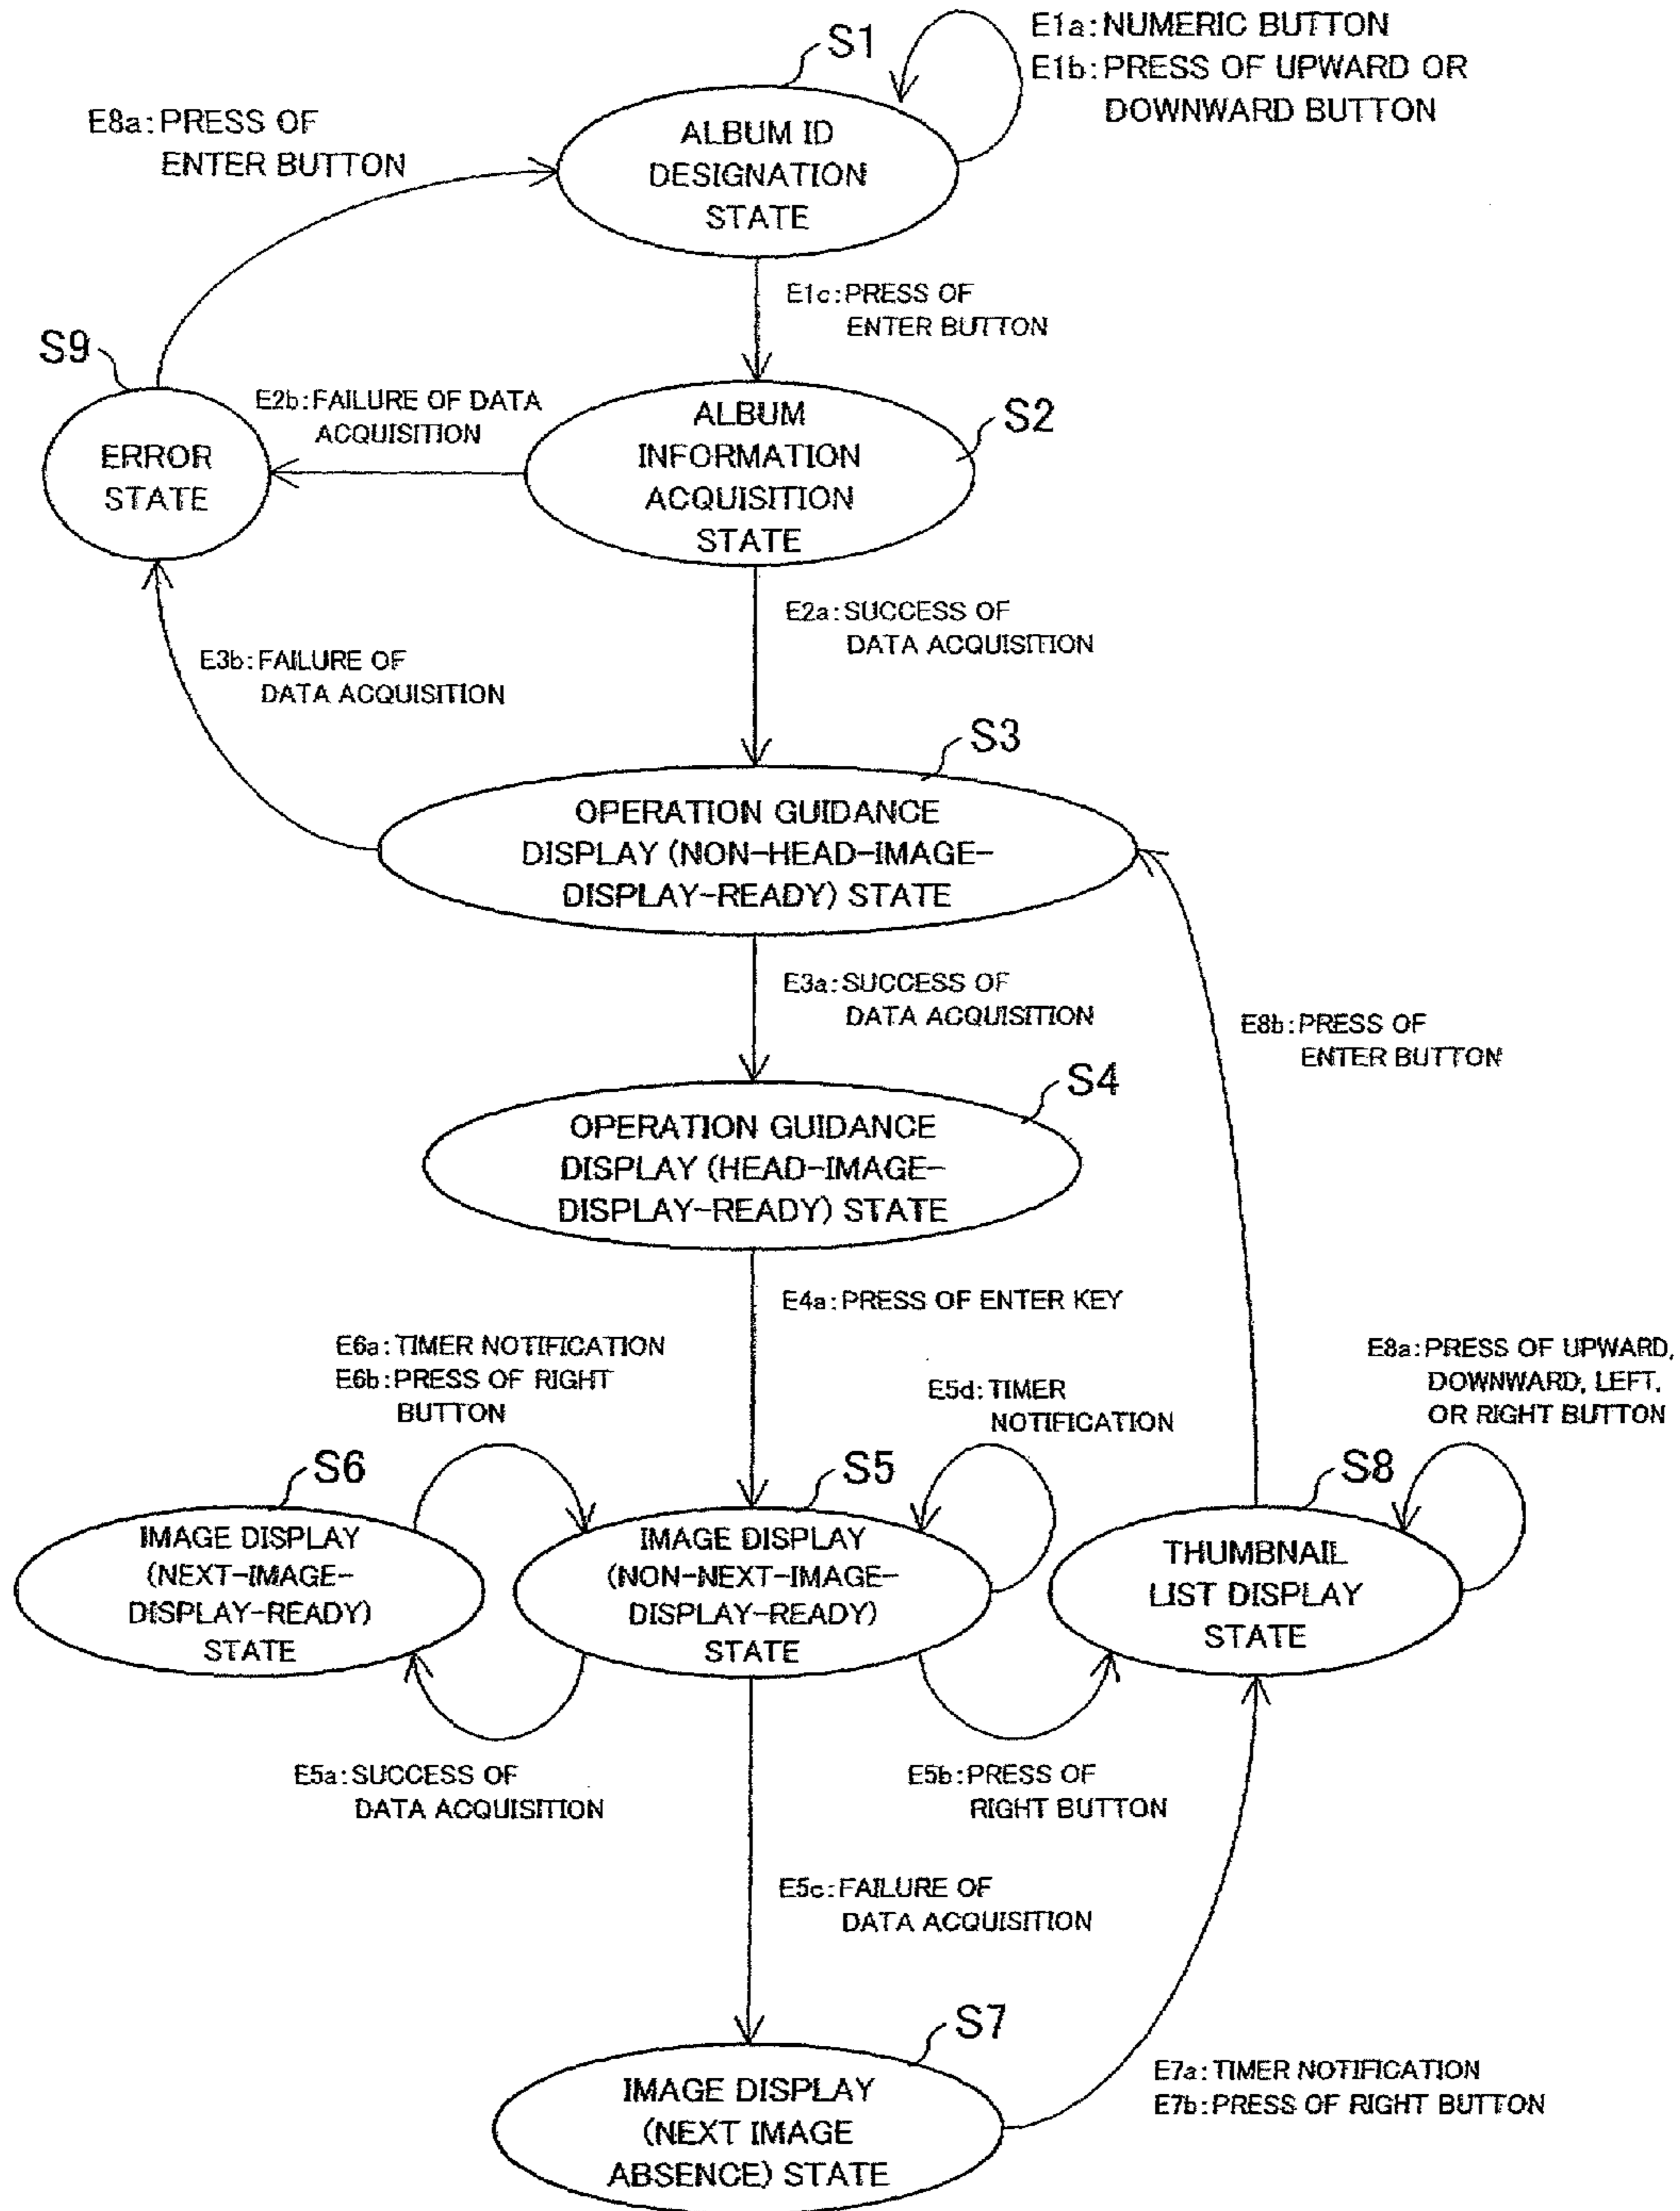 S1
E1a:NUMERIC BUTTON
E1b:PRESS OF UPWARD OR
DOWNWARD BUTTON
E8a:PRESS OF
ENTER BUTTON
ALBUM ID
DESIGNATION
STATE
E1c:PRESS OF
ENTER BUTTON
S9
ERROR
STATE
E2b:FAILURE OF DATA
ACQUISITION
ALBUM
INFORMATION
ACQUISITION
STATE
S2
E2a:SUCCESS OF
DATA ACQUISITION
E3b:FAILURE OF
DATA ACQUISITION
S3
OPERATION GUIDANCE
DISPLAY (NON-HEAD-IMAGE-
DISPLAY-READY) STATE
E3a:SUCCESS OF
DATA ACQUISITION
E8b:PRESS OF
ENTER BUTTON
S4
OPERATION GUIDANCE
DISPLAY (HEAD-IMAGE-
DISPLAY-READY) STATE
E4a:PRESS OF ENTER KEY
E6a:TIMER NOTIFICATION
E6b:PRESS OF RIGHT
BUTTON
E5d:TIMER
NOTIFICATION
E8a:PRESS OF UPWARD,
DOWNWARD, LEFT,
OR RIGHT BUTTON
S6
S5
S8
IMAGE DISPLAY
(NEXT-IMAGE-
DISPLAY-READY)
STATE
IMAGE DISPLAY
(NON-NEXT-IMAGE-
DISPLAY-READY)
STATE
THUMBNAIL
LIST DISPLAY
STATE
E5a:SUCCESS OF
DATA ACQUISITION
E5b:PRESS OF
RIGHT BUTTON
E5c:FAILURE OF
DATA ACQUISITION
S7
IMAGE DISPLAY
(NEXT IMAGE
ABSENCE) STATE
E7a:TIMER NOTIFICATION
E7b:PRESS OF RIGHT BUTTON